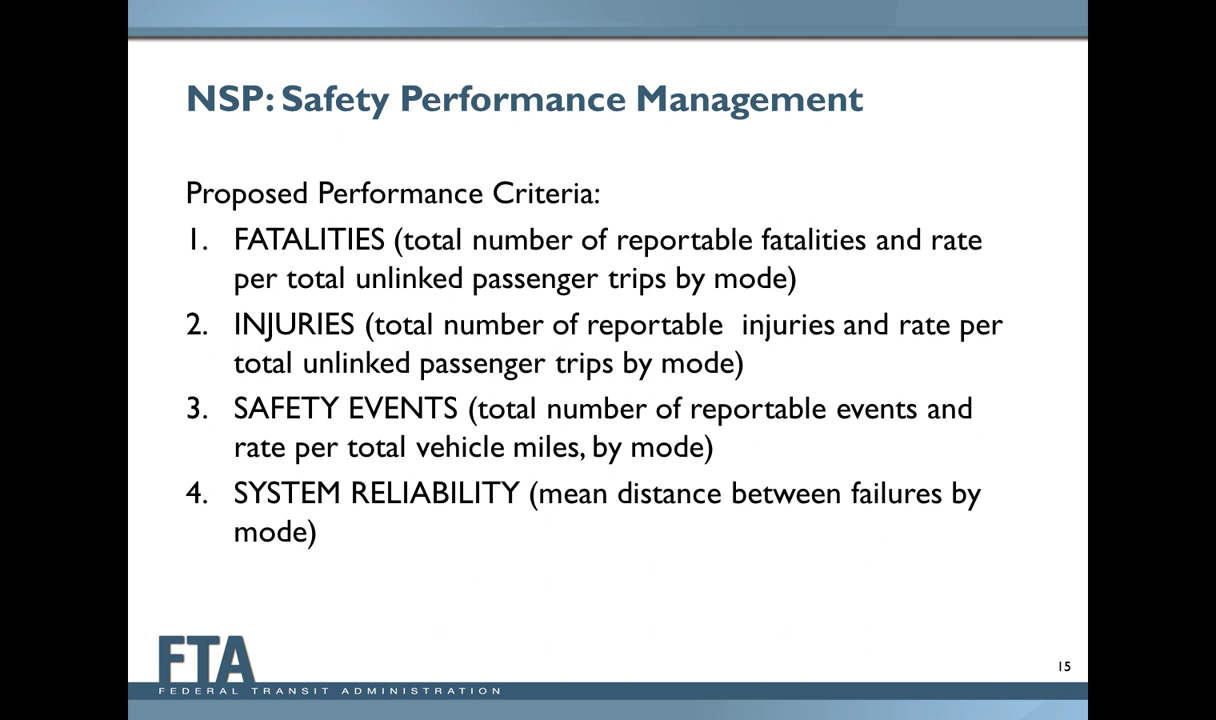 NSP: Safety Performance Management
Proposed Performance Criteria:
1. FATALITIES (total number of reportable fatalities and rate
per total unlinked passenger trips by mode)
2. INJURIES (total number of reportable  injuries and rate per
total unlinked passenger trips by mode)
3. SAFETY EVENTS (total number of reportable events and
rate per total vehicle miles, by mode)
4. SYSTEM RELIABILITY (mean distance between failures by
mode)
FTA
FEDERAL TRANSIT ADMINISTRATION
15